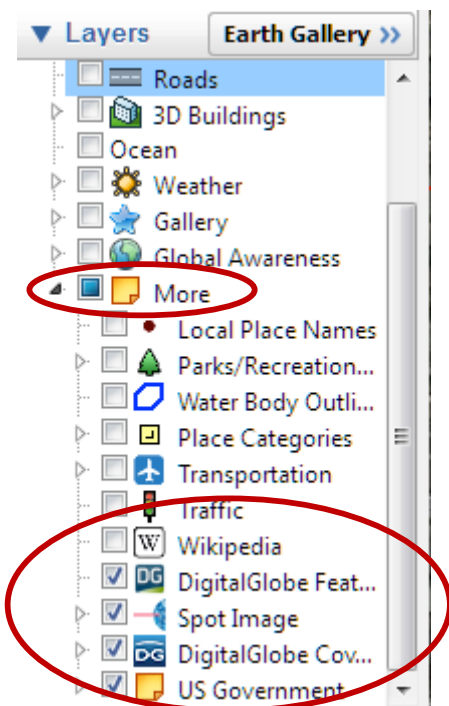 Layers Earth Gallery >>
Roads
3D Buildings
Ocean
Weather
Gallery
Global Awareness
More
Local Place Names
Parks/Recreation...
Water Body Outli...
Place Categories
Transportation
Traffic
W Wikipedia
DG DigitalGlobe Feat...
Spot Image
DG DigitalGlobe Cov...
US Government